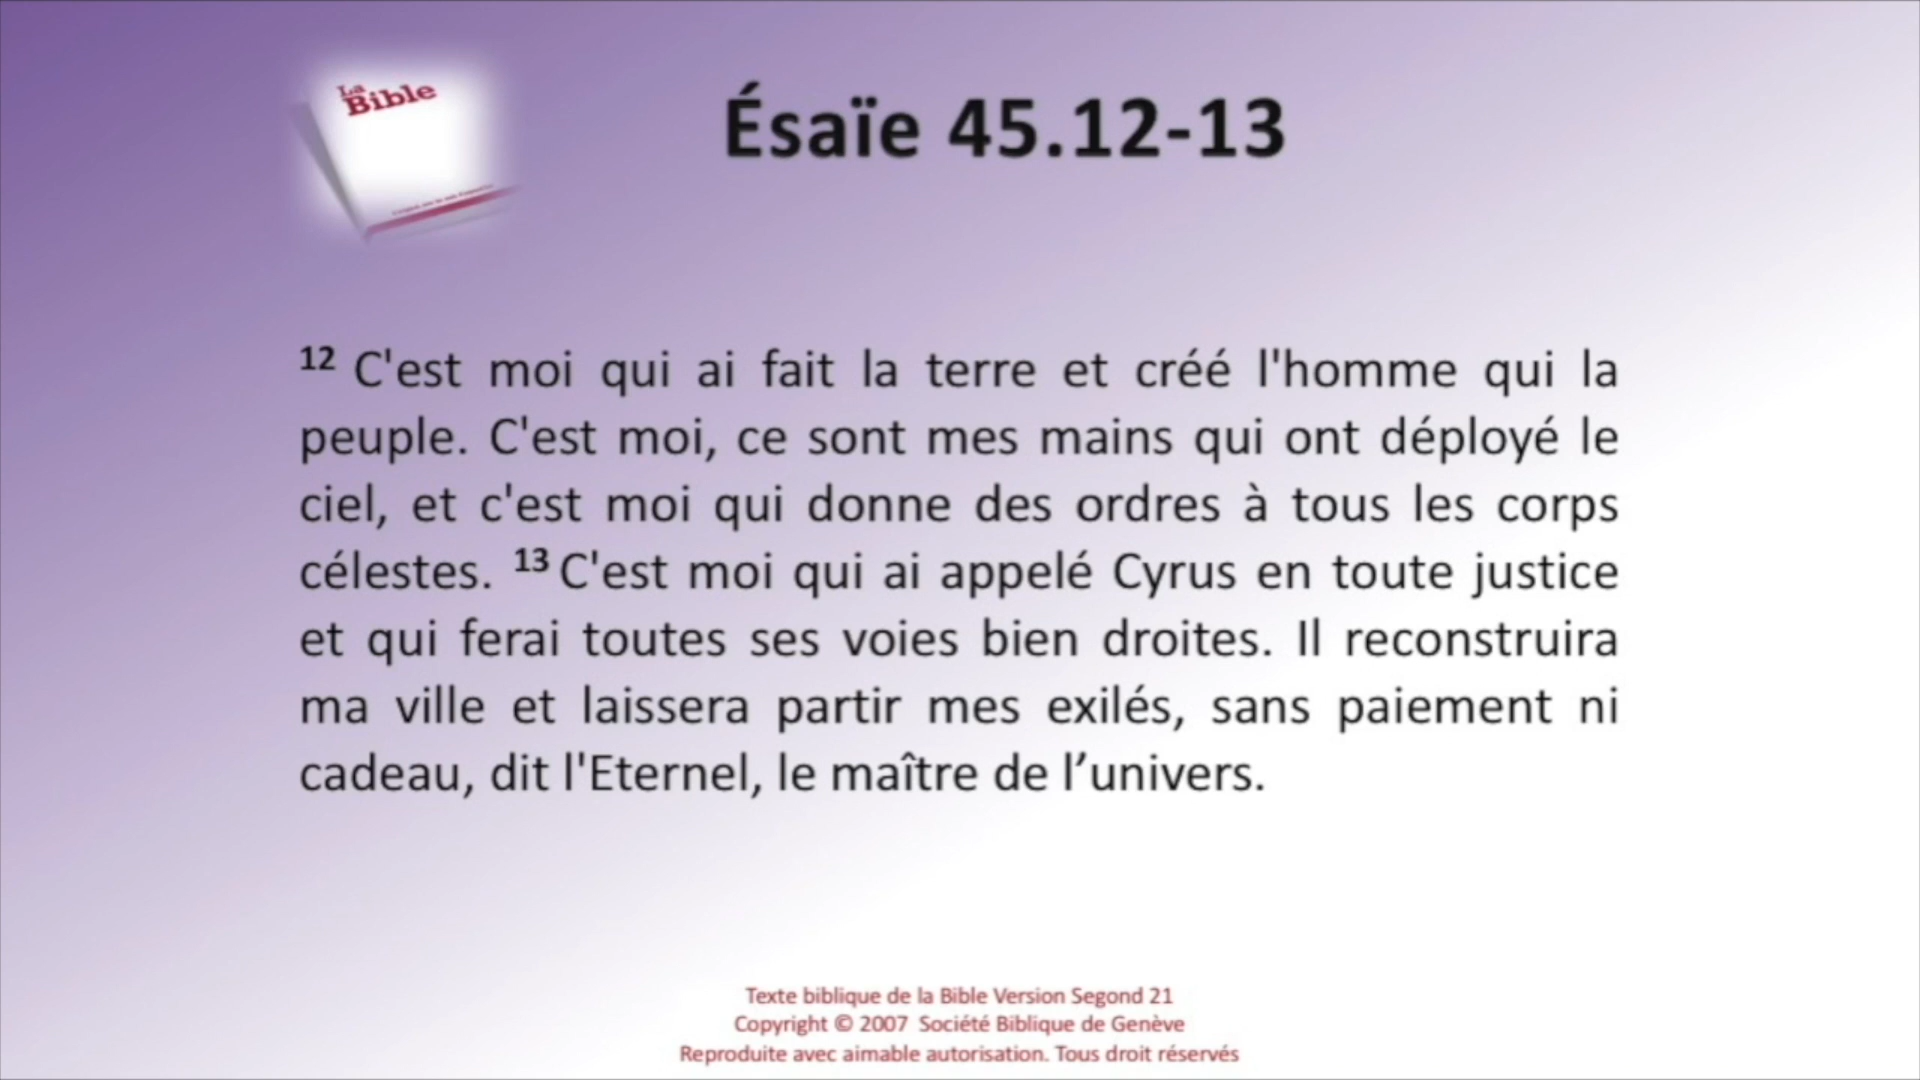 La
Bible
Ésaïe 45.12-13
12 C'est moi qui ai fait la terre et créé l'homme qui la
peuple. C'est moi, ce sont mes mains qui ont déployé le
ciel, et c'est moi qui donne des ordres à tous les corps
célestes. 13 C'est moi qui ai appelé Cyrus en toute justice
et qui ferai toutes ses voies bien droites. Il reconstruira
ma ville et laissera partir mes exilés, sans paiement ni
cadeau, dit l'Eternel, le maître de l’univers.
Texte biblique de la Bible Version Segond 21
Copyright © 2007 Société Biblique de Genève
Reproduite avec aimable autorisation. Tous droit réservés